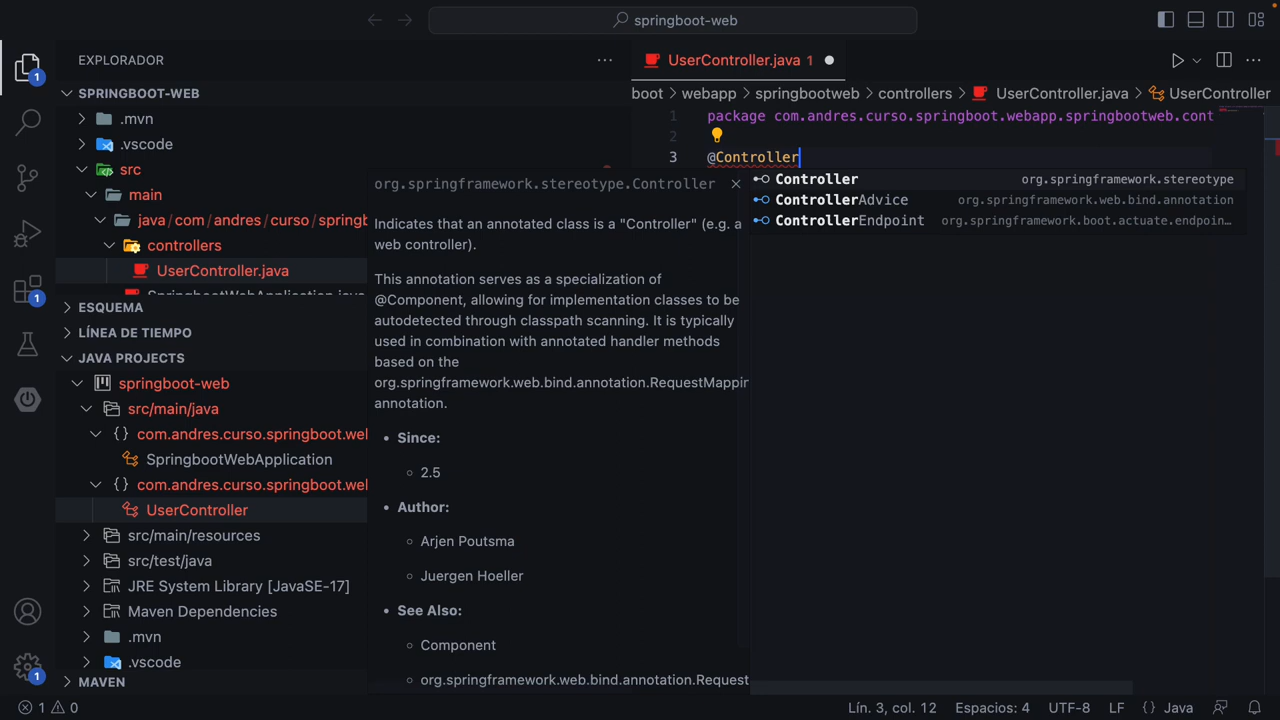 springboot-web
EXPLORADOR
SPRINGBOOT-WEB
.mvn
.vscode
src
main
java/com/andres/curso/springb
controllers
UserController.java
ESQUEMA
LÍNEA DE TIEMPO
JAVA PROJECTS
springboot-web
src/main/java
com.andres.curso.springboot.wel
SpringbootWebApplication
com.andres.curso.springboot.wel
UserController
src/main/resources
src/test/java
JRE System Library [JavaSE-17]
Maven Dependencies
.mvn
.vscode
MAVEN
1
1
1
UserController.java 1
boot > webapp > springbootweb > controllers > UserController.java > UserController
1 package com.andres.curso.springboot.webapp.springbootweb.cont
2
3 @Controller
Controller org.springframework.stereotype
ControllerAdvice org.springframework.web.bind.annotation
ControllerEndpoint org.springframework.boot.actuate.endpoin…
org.springframework.stereotype.Controller
Indicates that an annotated class is a "Controller" (e.g. a
web controller).
This annotation serves as a specialization of
@Component, allowing for implementation classes to be
autodetected through classpath scanning. It is typically
used in combination with annotated handler methods
based on the
org.springframework.web.bind.annotation.RequestMappin
annotation.
• Since:
2.5
• Author:
Arjen Poutsma
Juergen Hoeller
• See Also:
Component
org.springframework.web.bind.annotation.Request
1 0
Lín. 3, col. 12 Espacios: 4 UTF-8 LF {} Java